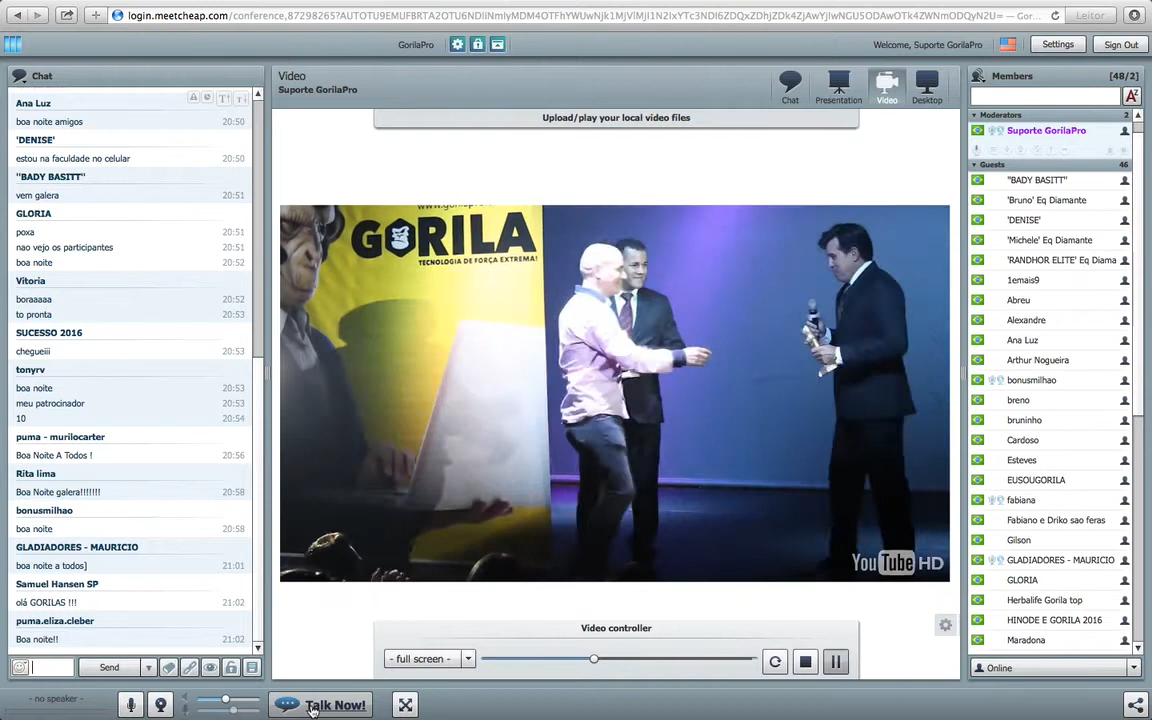 login.meetcheap.com/conference,87298265?AUTOTU9EMUFBRTA2OTU6NDliNmIyMDM4OTFhYWUwNjk1MjVlMjI1N2IxYTc3NDI6ZDQxZDhjZDk4ZjAwYjIwNGU5ODAwOTk4ZWNmODQyN2U= — Gor...
Leitor
GorilaPro
Welcome, Suporte GorilaPro
Settings
Sign Out
Chat
Ana Luz
boa noite amigos 20:50
'DENISE'
estou na faculdade no celular 20:50
"BADY BASITT"
vem galera 20:51
GLORIA
poxa 20:51
nao vejo os participantes 20:51
boa noite 20:52
Vitoria
boraaaaa 20:52
to pronta 20:53
SUCESSO 2016
chegueiii 20:53
tonyrv
boa noite 20:53
meu patrocinador 20:53
10 20:54
puma - murilocarter
Boa Noite A Todos ! 20:56
Rita lima
Boa Noite galera!!!!!!! 20:58
bonusmilhao
boa noite 20:58
GLADIADORES - MAURICIO
boa noite a todos] 21:01
Samuel Hansen SP
olá GORILAS !!! 21:02
puma.eliza.cleber
Boa noite!! 21:02
Send
- no speaker -
Talk Now!
Video
Suporte GorilaPro
Chat
Presentation
Video
Desktop
Upload/play your local video files
GORILA
TECNOLOGIA DE FORÇA EXTREMA!
YouTube HD
Video controller
- full screen -
Members [48/2]
Moderators 2
Suporte GorilaPro
Guests 46
"BADY BASITT"
'Bruno' Eq Diamante
'DENISE'
'Michele' Eq Diamante
'RANDHOR ELITE' Eq Diama
1emais9
Abreu
Alexandre
Ana Luz
Arthur Nogueira
bonusmilhao
breno
bruninho
Cardoso
Esteves
EUSOUGORILA
fabiana
Fabiano e Driko sao feras
Gilson
GLADIADORES - MAURICIO
GLORIA
Herbalife Gorila top
HINODE E GORILA 2016
Maradona
Online